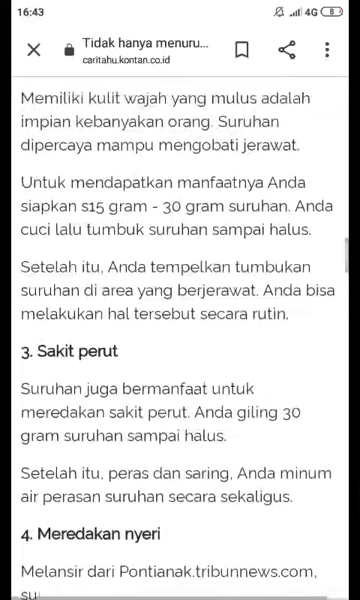 16:43
4G 8
Tidak hanya menuru...
caritahu.kontan.co.id
Memiliki kulit wajah yang mulus adalah
impian kebanyakan orang. Suruhan
dipercaya mampu mengobati jerawat.
Untuk mendapatkan manfaatnya Anda
siapkan s15 gram - 30 gram suruhan. Anda
cuci lalu tumbuk suruhan sampai halus.
Setelah itu, Anda tempelkan tumbukan
suruhan di area yang berjerawat. Anda bisa
melakukan hal tersebut secara rutin.
3. Sakit perut
Suruhan juga bermanfaat untuk
meredakan sakit perut. Anda giling 30
gram suruhan sampai halus.
Setelah itu, peras dan saring, Anda minum
air perasan suruhan secara sekaligus.
4. Meredakan nyeri
Melansir dari Pontianak.tribunnews.com,